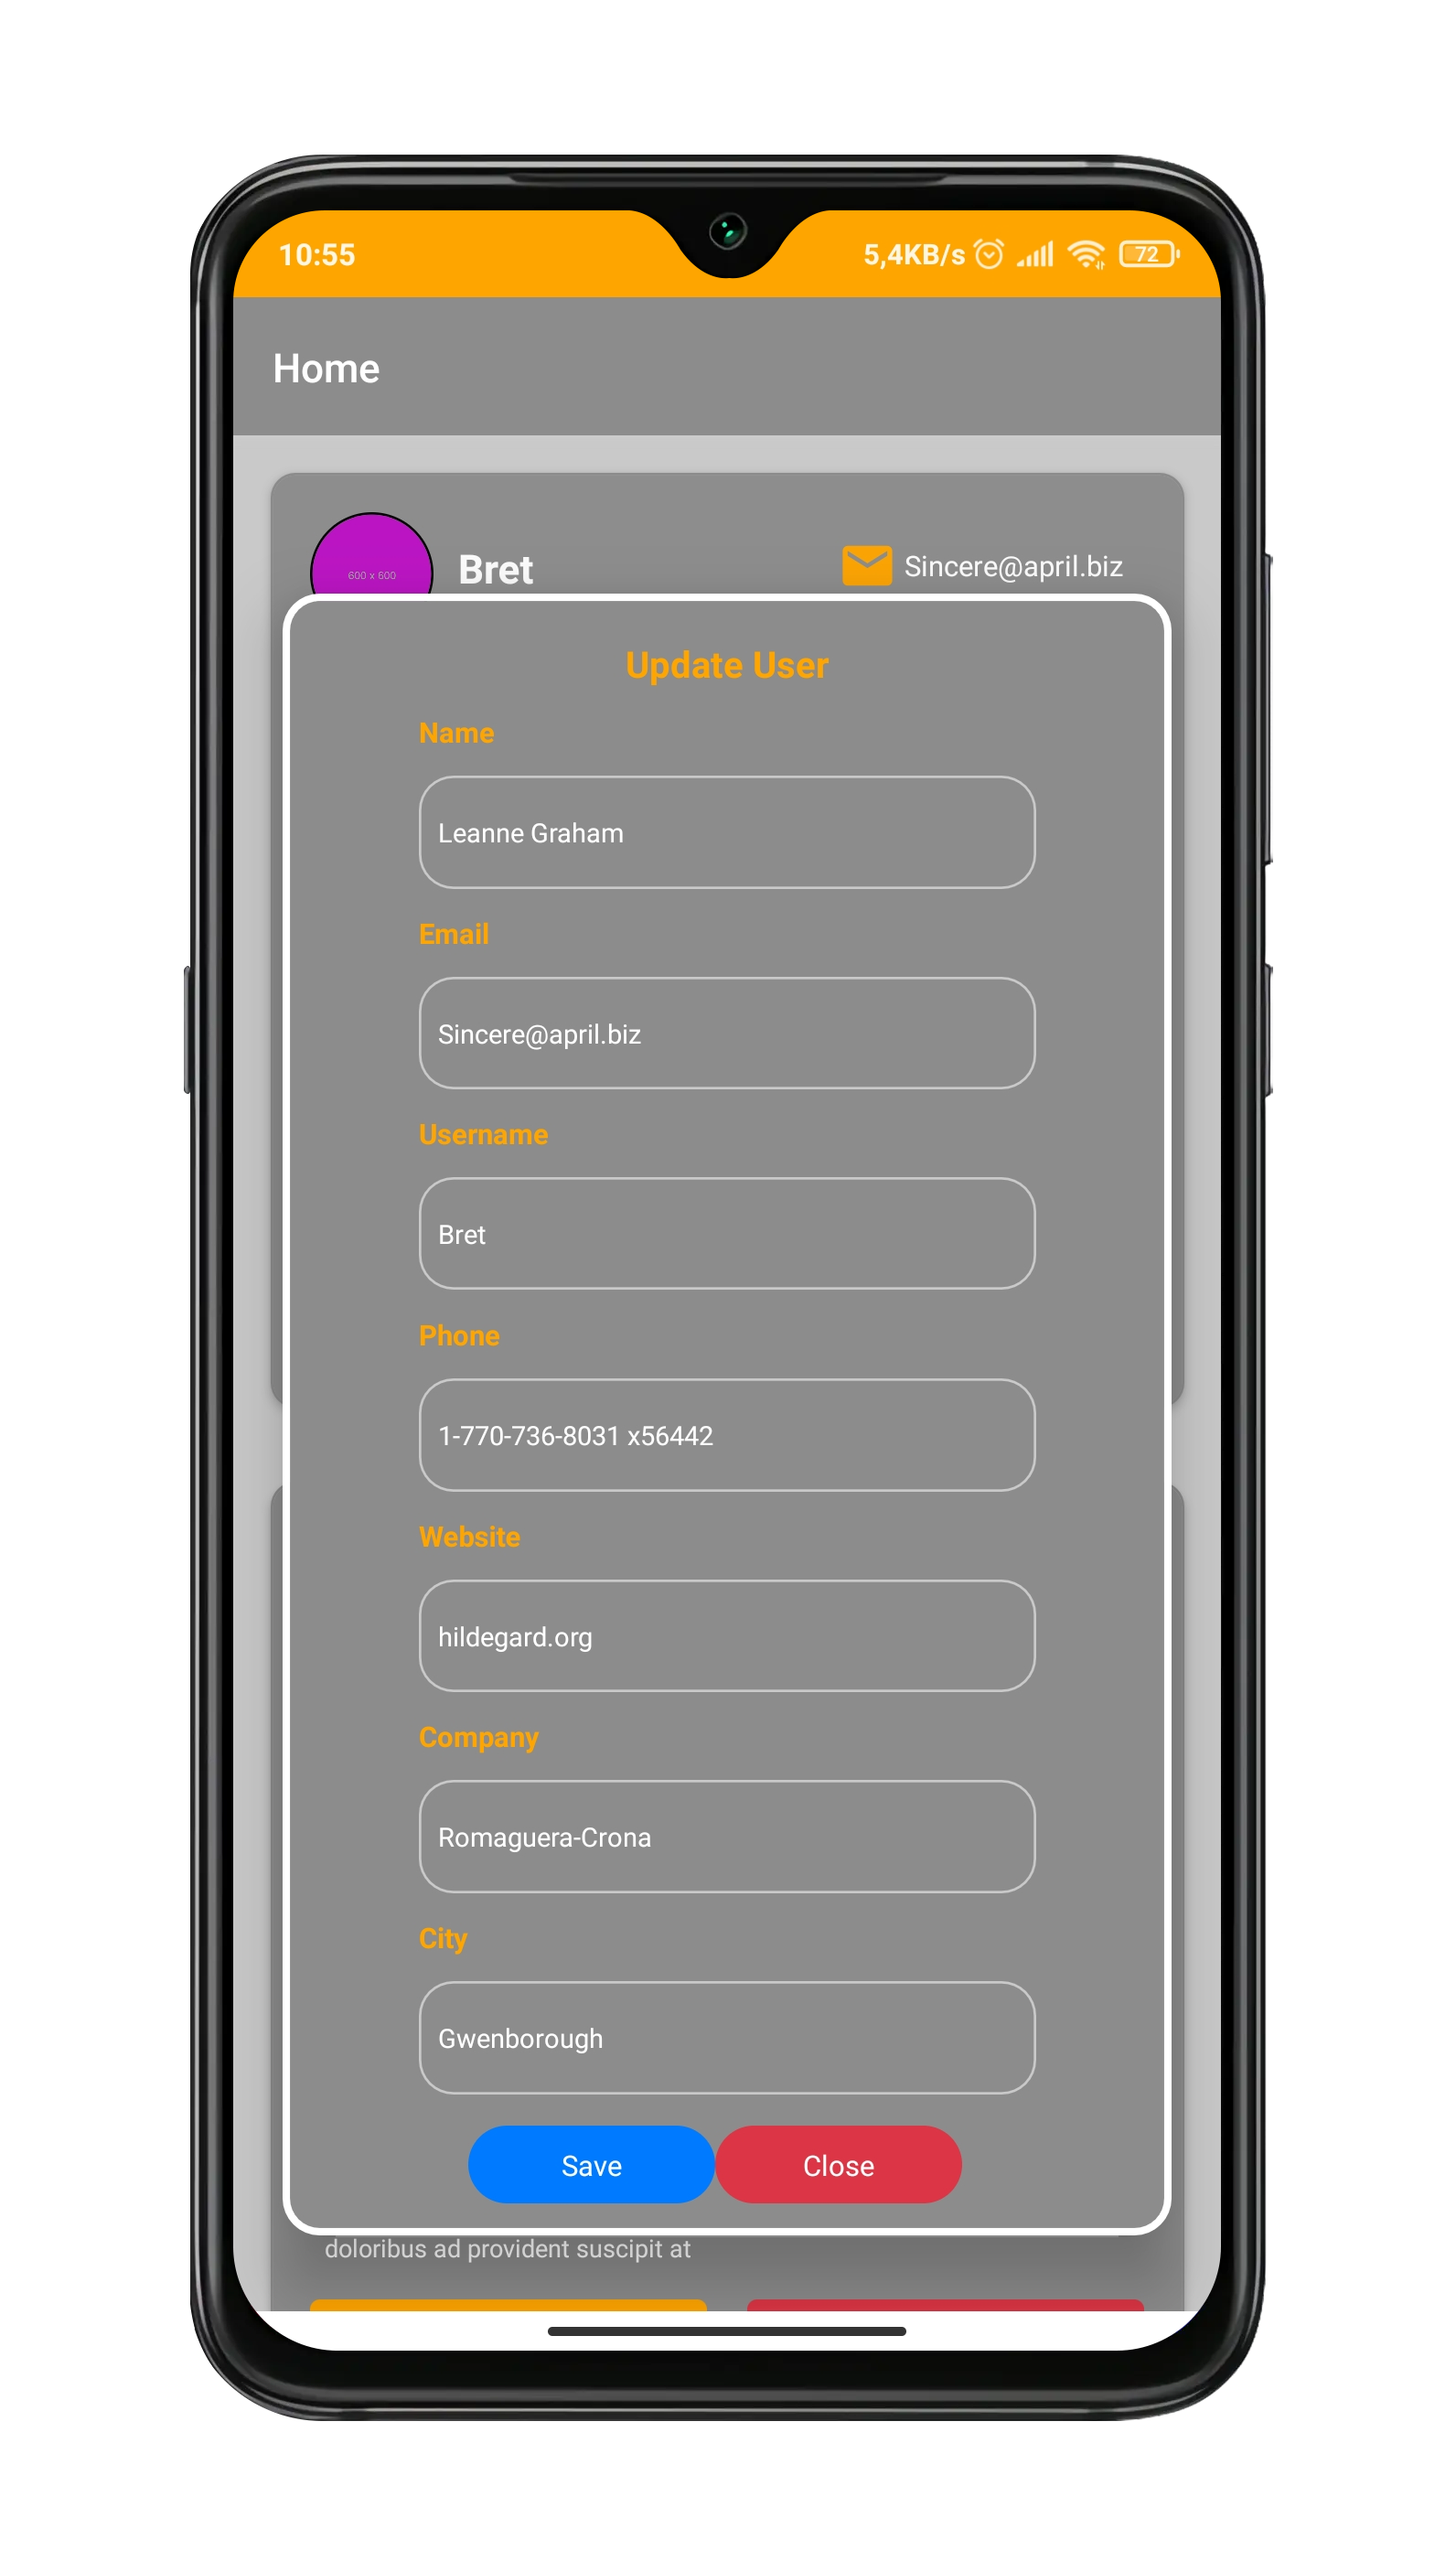 10:55 5,4KB/s 72
Home
600 x 600
Bret Sincere@april.biz
Update User
Name
Leanne Graham
Email
Sincere@april.biz
Username
Bret
Phone
1-770-736-8031 x56442
Website
hildegard.org
Company
Romaguera-Crona
City
Gwenborough
Save Close
doloribus ad provident suscipit at